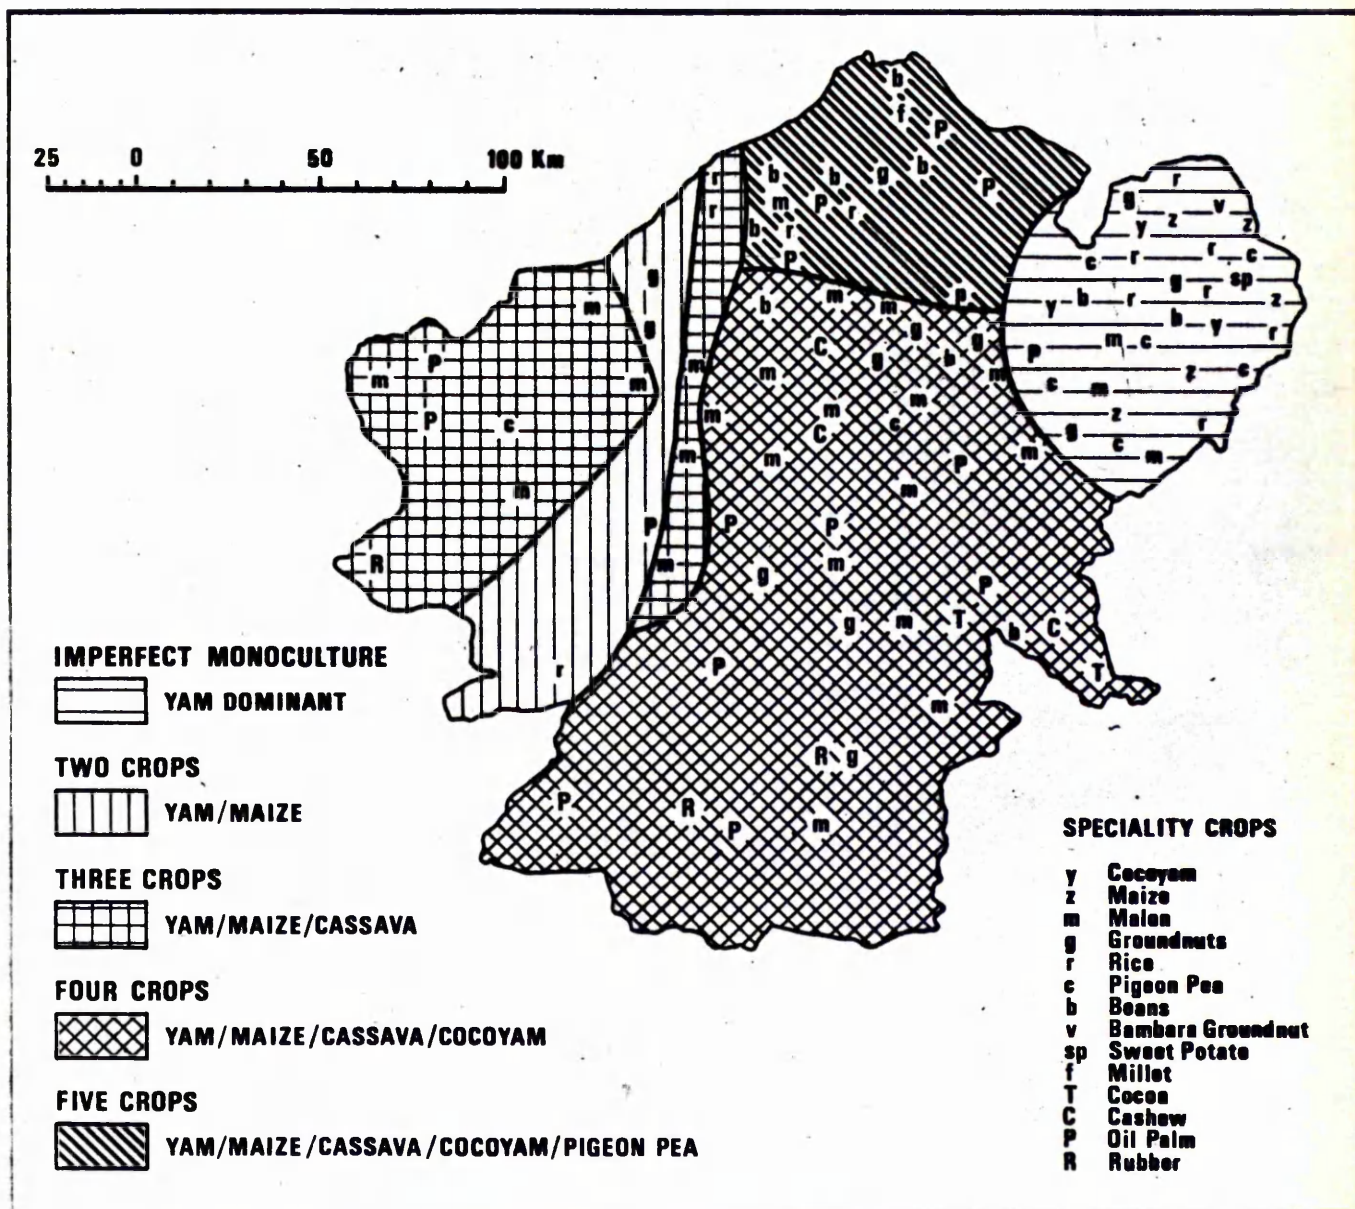 25 0 50 100 Km
b
f
P
b b g b P
r
m P r
r
b r
P
r
g v
y z z
c r r c
g r sp
y b r z
b y r
P m c
z c
c m
z
g r
c m
P
g
g
m
m
P
m
m
P c
m
R
m
m
P
m
r
b m m
C g g
g b
m m
m m m
C c
m P m
m
P P
m
g P
g m T b C
P T
m
R g
P R P m
IMPERFECT MONOCULTURE
YAM DOMINANT
TWO CROPS
YAM/MAIZE
THREE CROPS
YAM/MAIZE/CASSAVA
FOUR CROPS
YAM/MAIZE/CASSAVA/COCOYAM
FIVE CROPS
YAM/MAIZE/CASSAVA/COCOYAM/PIGEON PEA
SPECIALITY CROPS
y Cocoyam
z Maize
m Melon
g Groundnuts
r Rice
c Pigeon Pea
b Beans
v Bambara Groundnut
sp Sweet Potato
f Millet
T Cocoa
C Cashew
P Oil Palm
R Rubber